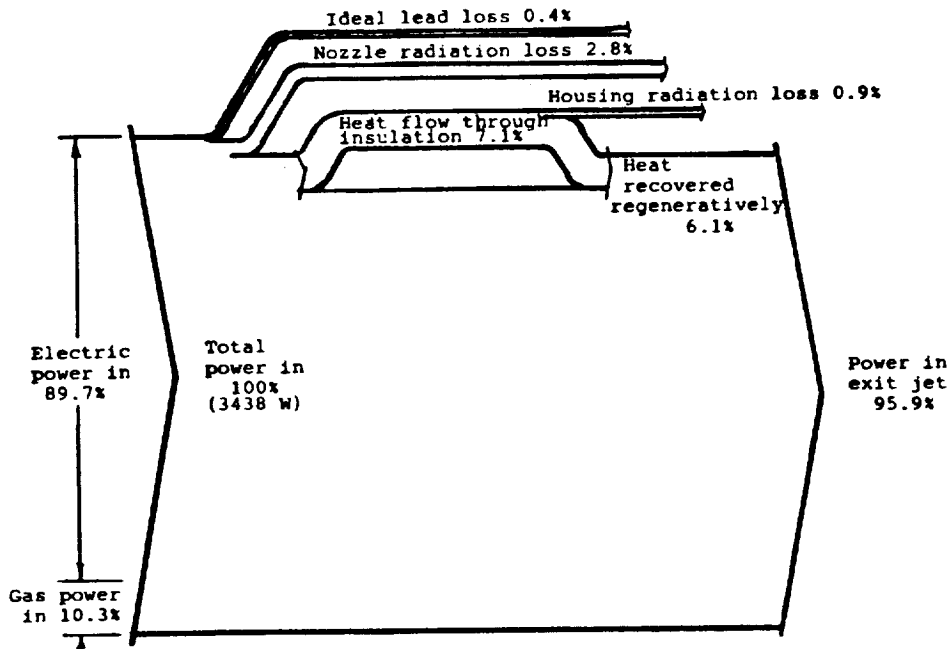 Ideal lead loss 0.4%
Nozzle radiation loss 2.8%
Housing radiation loss 0.9%
Heat flow through
insulation 7.1%
Heat
recovered
regeneratively
6.1%
Electric
power in
89.7%
Total
power in
100%
(3438 W)
Power in
exit jet
95.9%
Gas power
in 10.3%